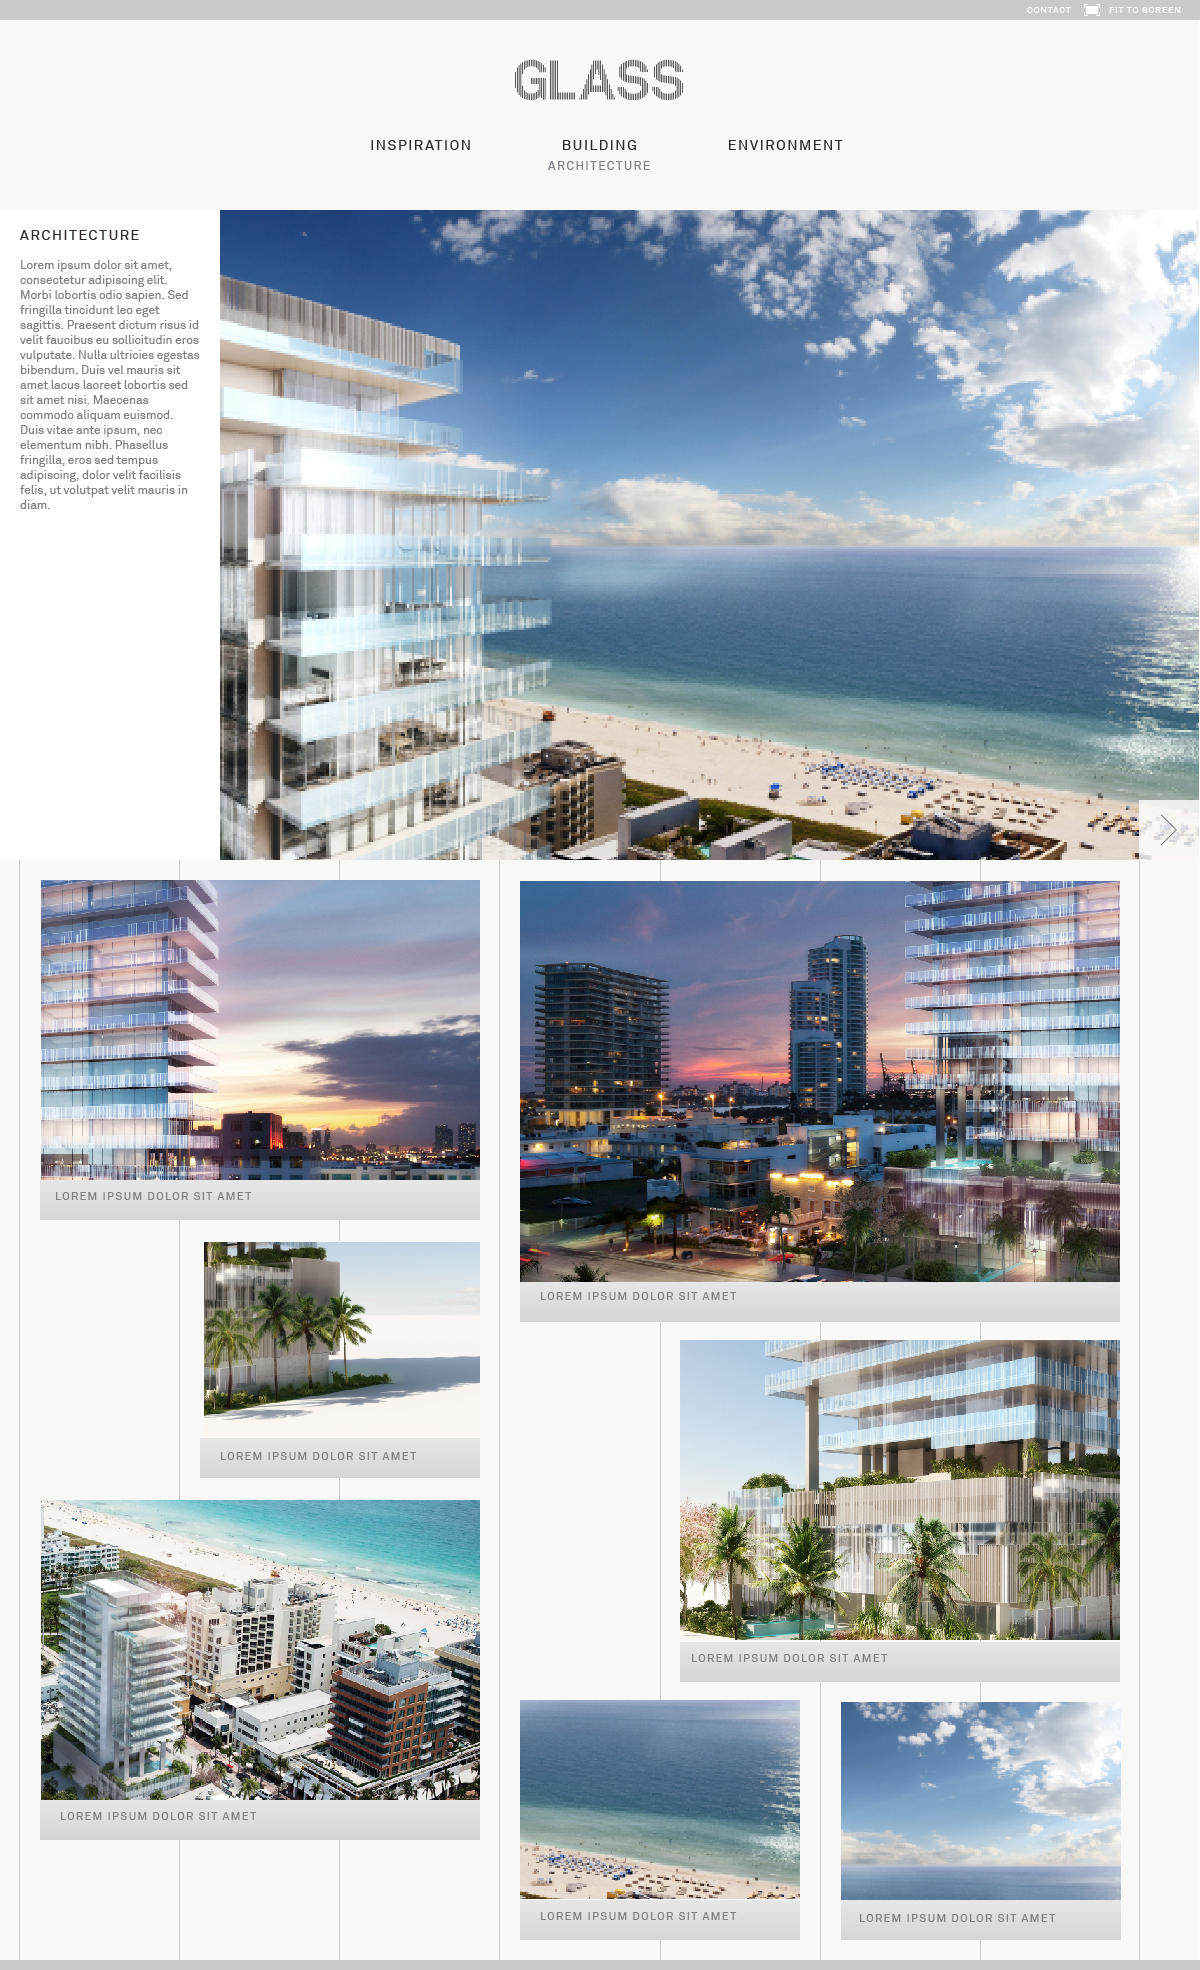 CONTACT FIT TO SCREEN
GLASS
INSPIRATION BUILDING ENVIRONMENT
ARCHITECTURE
ARCHITECTURE
Lorem ipsum dolor sit amet,
consectetur adipiscing elit.
Morbi lobortis odio sapien. Sed
fringilla tincidunt leo eget
sagittis. Praesent dictum risus id
velit faucibus eu sollicitudin eros
vulputate. Nulla ultricies egestas
bibendum. Duis vel mauris sit
amet lacus laoreet lobortis sed
sit amet nisi. Maecenas
commodo aliquam euismod.
Duis vitae ante ipsum, nec
elementum nibh. Phasellus
fringilla, eros sed tempus
adipiscing, dolor velit facilisis
felis, ut volutpat velit mauris in
diam.
LOREM IPSUM DOLOR SIT AMET
LOREM IPSUM DOLOR SIT AMET
LOREM IPSUM DOLOR SIT AMET
LOREM IPSUM DOLOR SIT AMET
LOREM IPSUM DOLOR SIT AMET
LOREM IPSUM DOLOR SIT AMET
LOREM IPSUM DOLOR SIT AMET